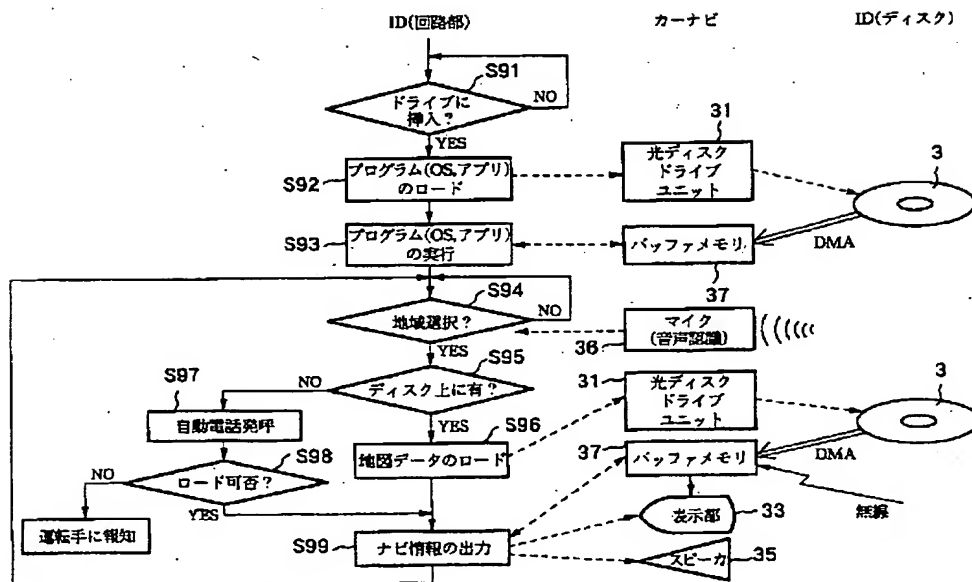 ID(回路部)
カーナビ
ID(ディスク)
S91
ドライブに
挿入?
NO
YES
31
光ディスク
ドライブ
ユニット
3
S92
プログラム(OS,アプリ)
のロード
DMA
S93
プログラム(OS,アプリ)
の実行
バッファメモリ
37
S94
地域選択?
NO
YES
マイク
(音声認識)
36
S95
ディスク上に有?
NO
YES
S97
自動電話発呼
S96
地図データのロード
31
光ディスク
ドライブ
ユニット
3
S98
ロード可否?
NO
YES
37
バッファメモリ
DMA
無線
運転手に報知
表示部
33
S99
ナビ情報の出力
スピーカ
35